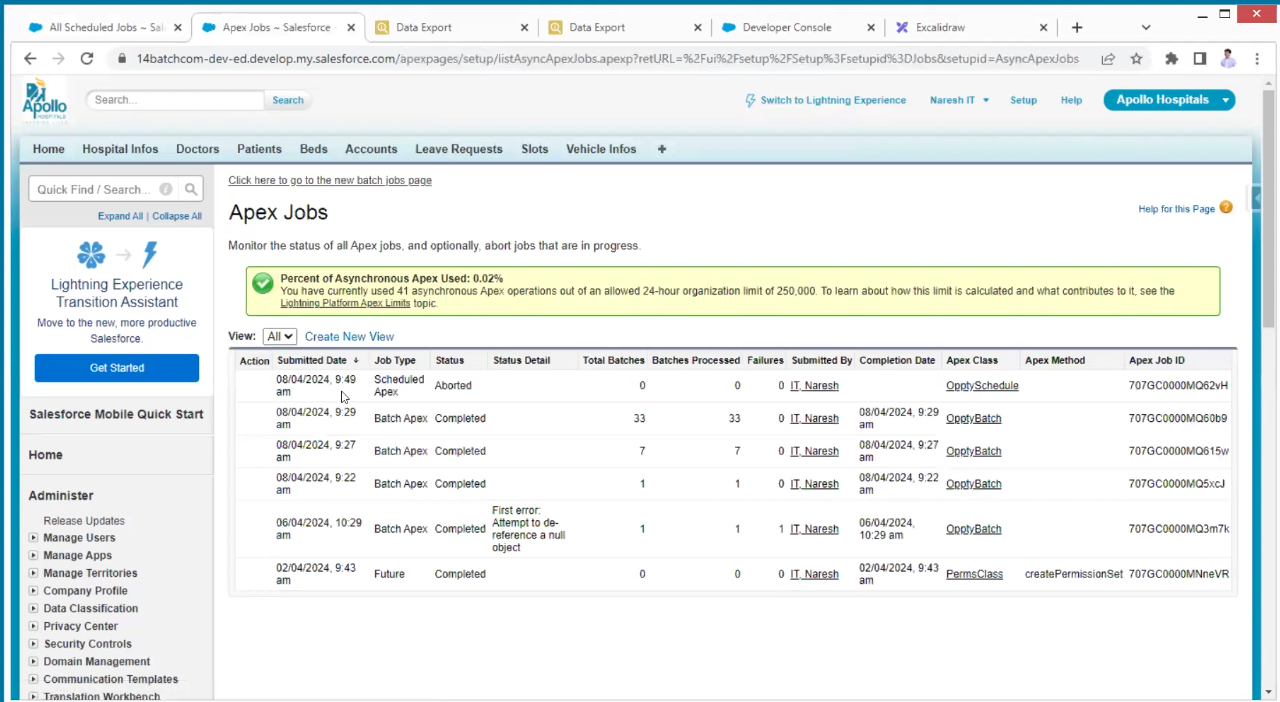 All Scheduled Jobs ~ Sal
Apex Jobs ~ Salesforce -
Data Export
Data Export
Developer Console
Excalidraw
14batchcom-dev-ed.develop.my.salesforce.com/apexpages/setup/listAsyncApexJobs.apexp?retURL=%2Fui%2Fsetup%2FSetup%3Fsetupid%3DJobs&setupid=AsyncApexJobs
Apollo
HOSPITALS
Search...
Search
Switch to Lightning Experience
Naresh IT
Setup
Help
Apollo Hospitals
Home Hospital Infos Doctors Patients Beds Accounts Leave Requests Slots Vehicle Infos +
Quick Find / Search...
Expand All | Collapse All
Lightning Experience
Transition Assistant
Move to the new, more productive
Salesforce.
Get Started
Salesforce Mobile Quick Start
Home
Administer
Release Updates
Manage Users
Manage Apps
Manage Territories
Company Profile
Data Classification
Privacy Center
Security Controls
Domain Management
Communication Templates
Translation Workbench
Click here to go to the new batch jobs page
Apex Jobs
Help for this Page
Monitor the status of all Apex jobs, and optionally, abort jobs that are in progress.
Percent of Asynchronous Apex Used: 0.02%
You have currently used 41 asynchronous Apex operations out of an allowed 24-hour organization limit of 250,000. To learn about how this limit is calculated and what contributes to it, see the
Lightning Platform Apex Limits topic.
View: All Create New View
Action Submitted Date Job Type Status Status Detail Total Batches Batches Processed Failures Submitted By Completion Date Apex Class Apex Method Apex Job ID
08/04/2024, 9:49 am Scheduled Apex Aborted 0 0 0 IT, Naresh OpptySchedule 707GC0000MQ62vH
08/04/2024, 9:29 am Batch Apex Completed 33 33 0 IT, Naresh 08/04/2024, 9:29 am OpptyBatch 707GC0000MQ60b9
08/04/2024, 9:27 am Batch Apex Completed 7 7 0 IT, Naresh 08/04/2024, 9:27 am OpptyBatch 707GC0000MQ615w
08/04/2024, 9:22 am Batch Apex Completed 1 1 0 IT, Naresh 08/04/2024, 9:22 am OpptyBatch 707GC0000MQ5xcJ
06/04/2024, 10:29 am Batch Apex Completed First error: Attempt to de-reference a null object 1 1 1 IT, Naresh 06/04/2024, 10:29 am OpptyBatch 707GC0000MQ3m7k
02/04/2024, 9:43 am Future Completed 0 0 0 IT, Naresh 02/04/2024, 9:43 am PermsClass createPermissionSet 707GC0000MNneVR